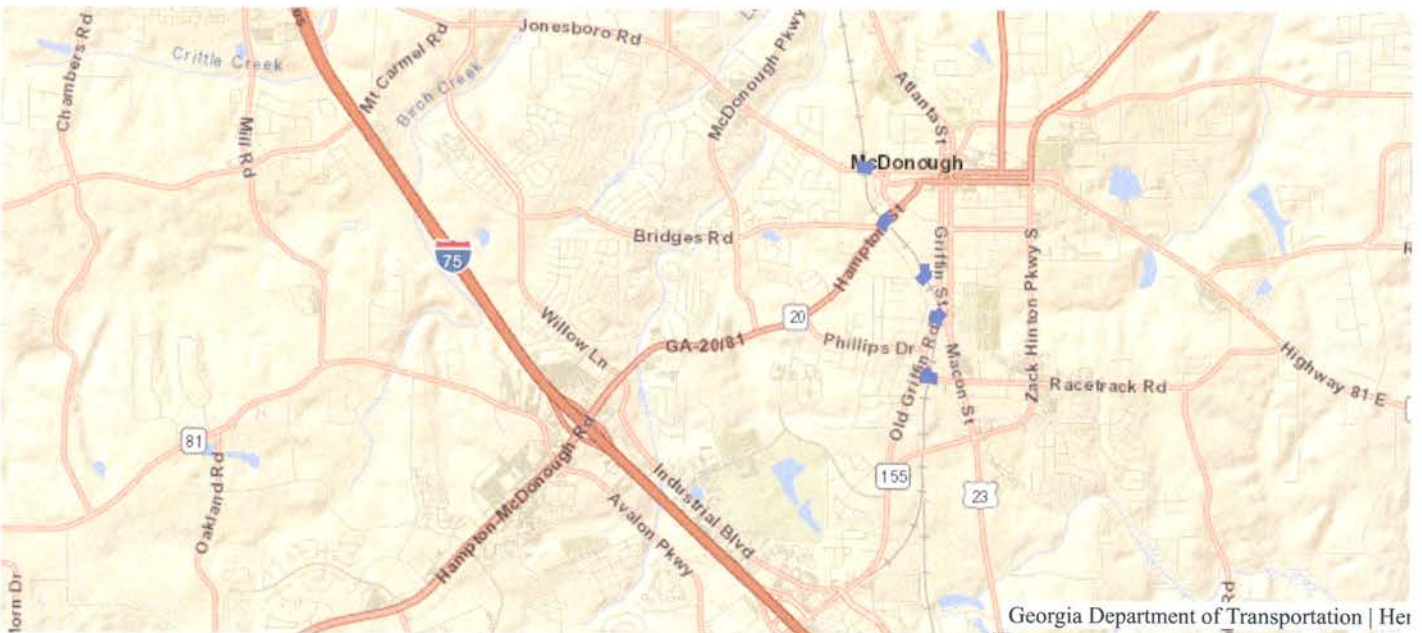 Jonesboro Rd
Chambers Rd
Crittle Creek
Mt Carmel Rd
Birch Creek
McDonough Pkwy
Atlanta St
Mill Rd
McDonough
Bridges Rd
Hampton St
Griffin St
Zack Hinton Pkwy S
75
20
Willow Ln
GA-20/81
Phillips Dr
Old Griffin Rd
Macon St
Racetrack Rd
Highway 81 E
81
Oakland Rd
Hampton-McDonough Rd
Industrial Blvd
Avalon Pkwy
155
23
Rd
Georgia Department of Transportation | Her